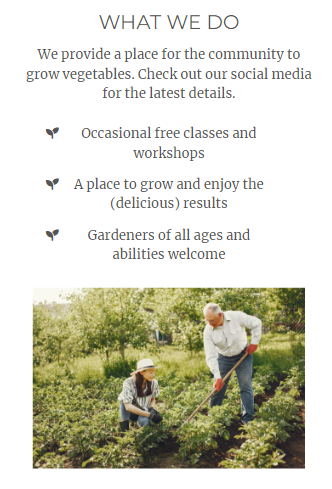 WHAT WE DO
We provide a place for the community to
grow vegetables. Check out our social media
for the latest details.
Occasional free classes and
workshops
A place to grow and enjoy the
(delicious) results
Gardeners of all ages and
abilities welcome